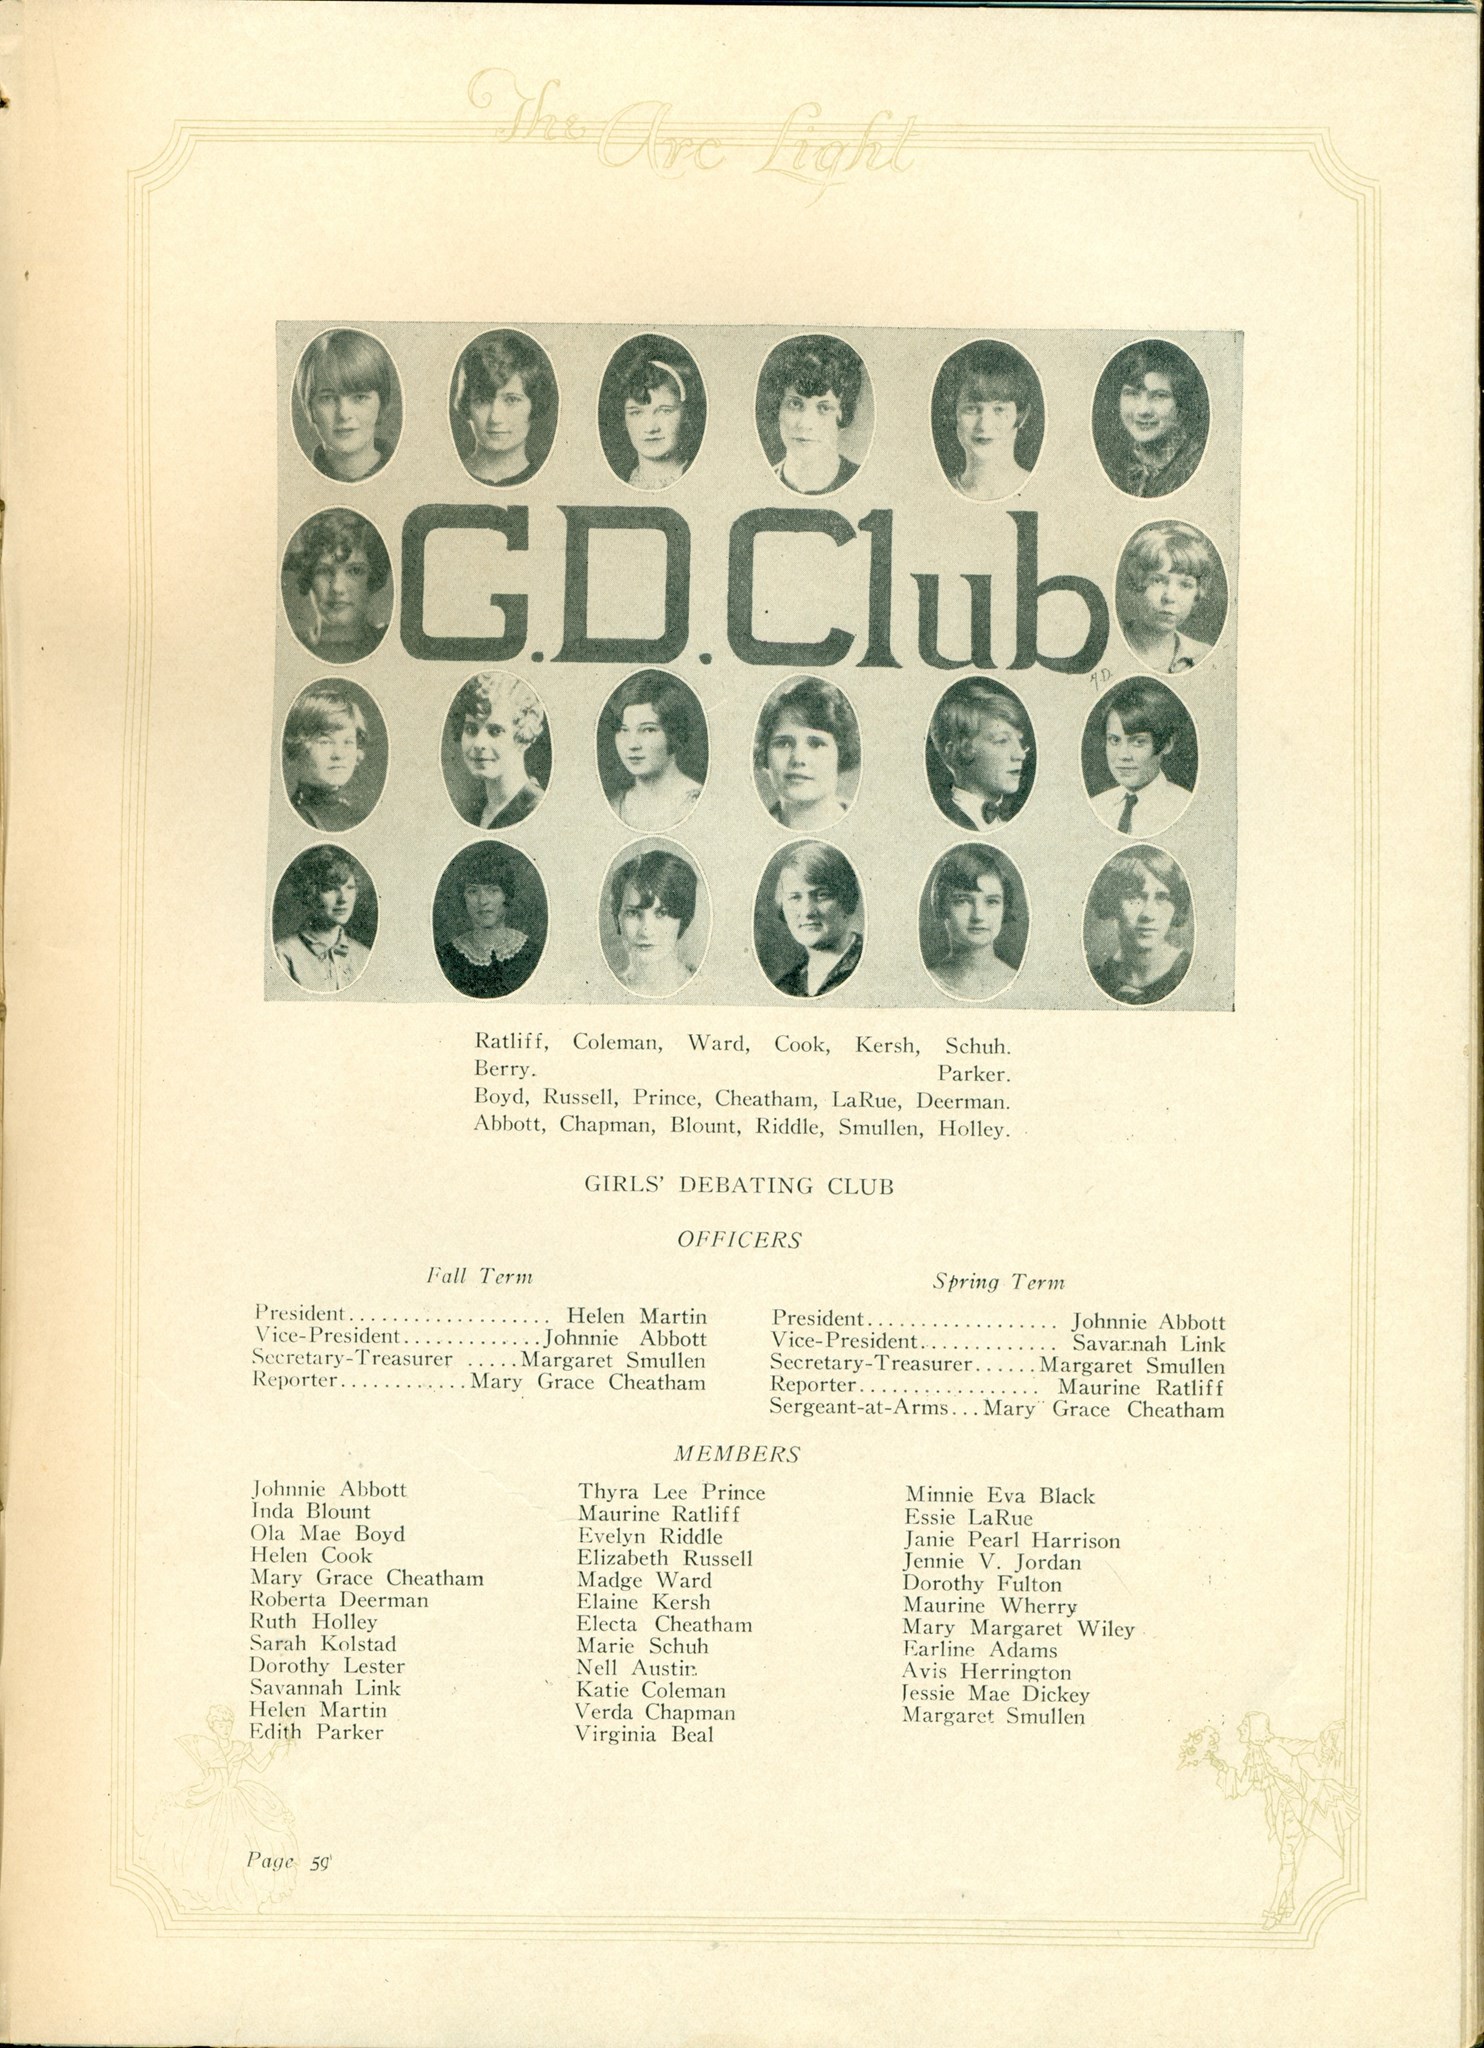 The Arc Light
G.D.Club
Ratliff, Coleman, Ward, Cook, Kersh, Schuh.
Berry. Parker.
Boyd, Russell, Prince, Cheatham, LaRue, Deerman.
Abbott, Chapman, Blount, Riddle, Smullen, Holley.
GIRLS' DEBATING CLUB
OFFICERS
Fall Term
President................... Helen Martin
Vice-President.............Johnnie Abbott
Secretary-Treasurer .....Margaret Smullen
Reporter............Mary Grace Cheatham
Spring Term
President.................. Johnnie Abbott
Vice-President............. Savannah Link
Secretary-Treasurer......Margaret Smullen
Reporter................. Maurine Ratliff
Sergeant-at-Arms...Mary Grace Cheatham
MEMBERS
Johnnie Abbott
Inda Blount
Ola Mae Boyd
Helen Cook
Mary Grace Cheatham
Roberta Deerman
Ruth Holley
Sarah Kolstad
Dorothy Lester
Savannah Link
Helen Martin
Edith Parker
Thyra Lee Prince
Maurine Ratliff
Evelyn Riddle
Elizabeth Russell
Madge Ward
Elaine Kersh
Electa Cheatham
Marie Schuh
Nell Austin
Katie Coleman
Verda Chapman
Virginia Beal
Minnie Eva Black
Essie LaRue
Janie Pearl Harrison
Jennie V. Jordan
Dorothy Fulton
Maurine Wherry
Mary Margaret Wiley
Earline Adams
Avis Herrington
Jessie Mae Dickey
Margaret Smullen
Page 59